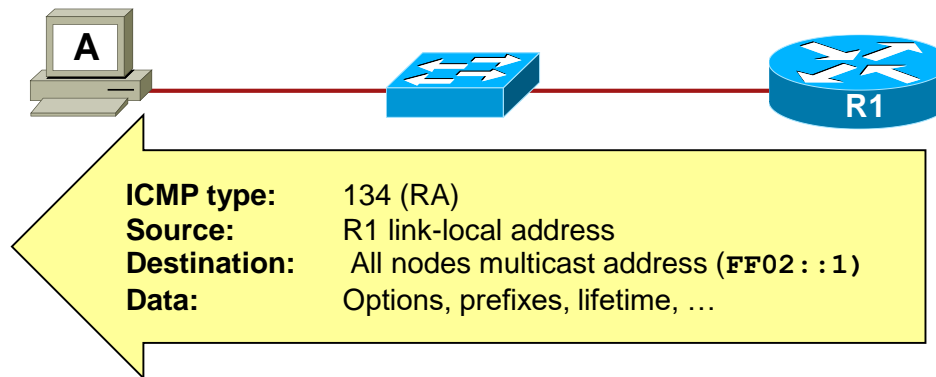 A
R1
ICMP type: 134 (RA)
Source: R1 link-local address
Destination: All nodes multicast address (FF02::1)
Data: Options, prefixes, lifetime, …